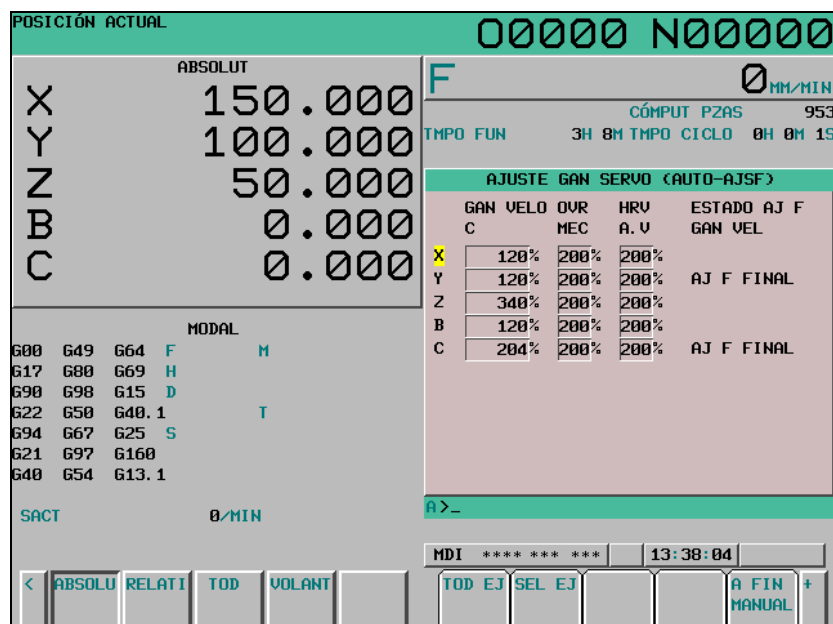 POSICIÓN ACTUAL
O0000 N00000
ABSOLUT
X 150.000
Y 100.000
Z 50.000
B 0.000
C 0.000
F 0 MM/MIN
CÓMPUT PZAS 953
TMPO FUN 3H 8M TMPO CICLO 0H 0M 1S
AJUSTE GAN SERVO (AUTO-AJSF)
GAN VELO OVR HRV ESTADO AJ F
C MEC A.V GAN VEL
X 120% 200% 200%
Y 120% 200% 200% AJ F FINAL
Z 340% 200% 200%
B 120% 200% 200%
C 204% 200% 200% AJ F FINAL
MODAL
G00 G49 G64 F M
G17 G80 G69 H
G90 G98 G15 D
G22 G50 G40.1 T
G94 G67 G25 S
G21 G97 G160
G40 G54 G13.1
SACT 0/MIN
A>_
MDI **** *** *** 13:38:04
< ABSOLU RELATI TOD VOLANT
TOD EJ SEL EJ A FIN MANUAL +